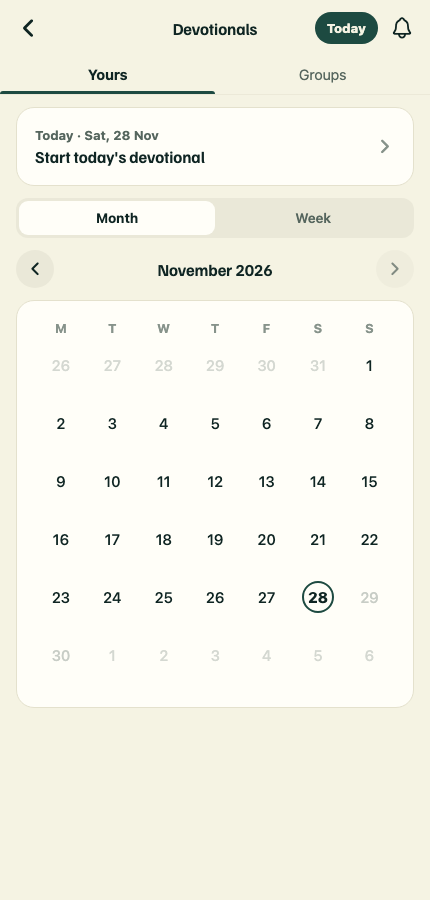 Devotionals
Today
Yours
Groups
Today · Sat, 28 Nov
Start today's devotional
Month
Week
November 2026
M T W T F S S
26 27 28 29 30 31 1
2 3 4 5 6 7 8
9 10 11 12 13 14 15
16 17 18 19 20 21 22
23 24 25 26 27 28 29
30 1 2 3 4 5 6